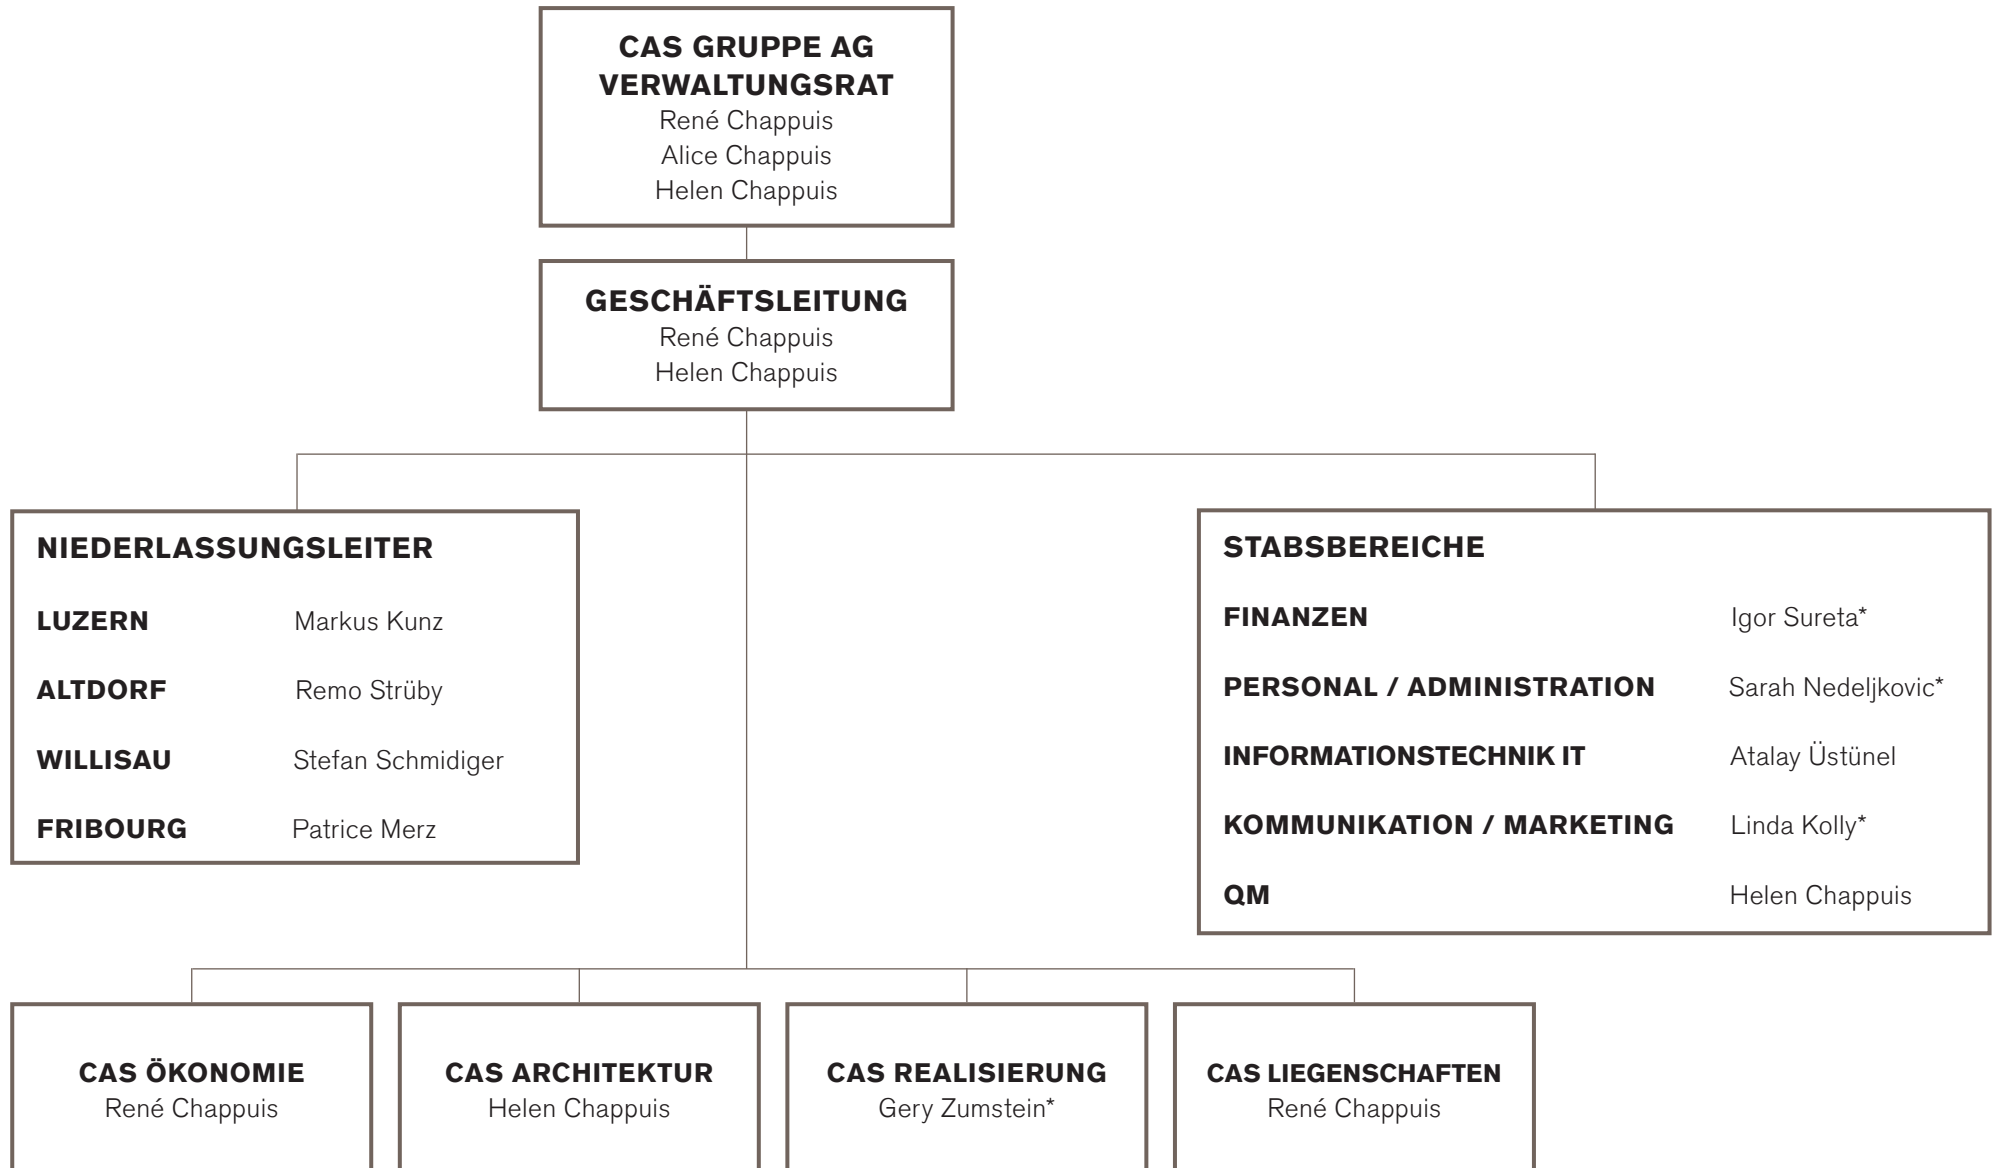 CAS GRUPPE AG
VERWALTUNGSRAT
René Chappuis
Alice Chappuis
Helen Chappuis
GESCHÄFTSLEITUNG
René Chappuis
Helen Chappuis
NIEDERLASSUNGSLEITER
LUZERN Markus Kunz
ALTDORF Remo Strüby
WILLISAU Stefan Schmidiger
FRIBOURG Patrice Merz
STABSBEREICHE
FINANZEN Igor Sureta*
PERSONAL / ADMINISTRATION Sarah Nedeljkovic*
INFORMATIONSTECHNIK IT Atalay Üstünel
KOMMUNIKATION / MARKETING Linda Kolly*
QM Helen Chappuis
CAS ÖKONOMIE
René Chappuis
CAS ARCHITEKTUR
Helen Chappuis
CAS REALISIERUNG
Gery Zumstein*
CAS LIEGENSCHAFTEN
René Chappuis